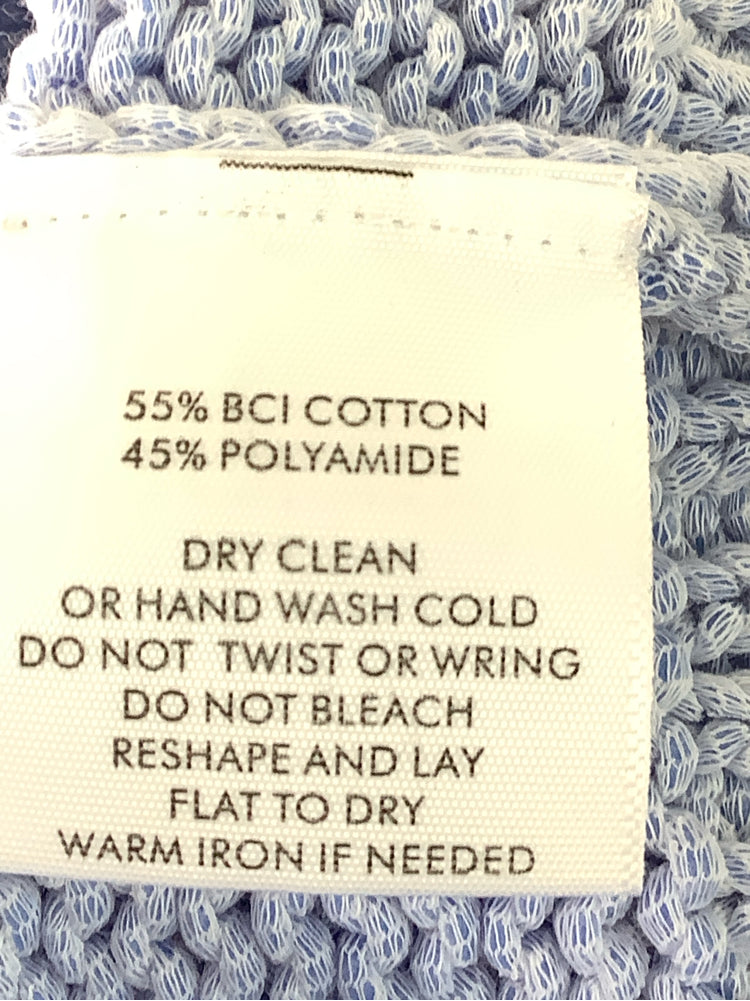 55% BCI COTTON
45% POLYAMIDE
DRY CLEAN
OR HAND WASH COLD
DO NOT TWIST OR WRING
DO NOT BLEACH
RESHAPE AND LAY
FLAT TO DRY
WARM IRON IF NEEDED